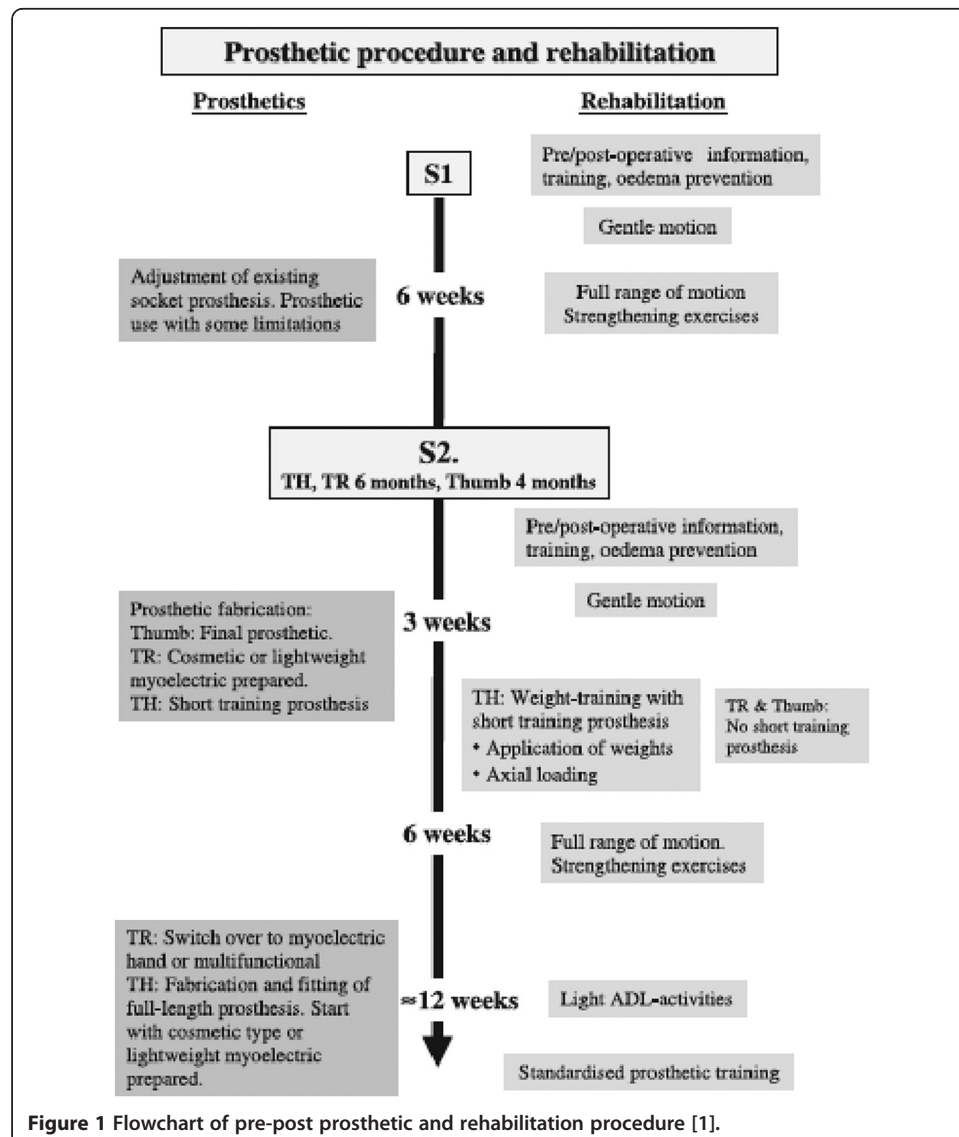 Prosthetic procedure and rehabilitation
Prosthetics
Rehabilitation
S1
Pre/post-operative information,
training, oedema prevention
Gentle motion
Adjustment of existing
socket prosthesis. Prosthetic
use with some limitations
6 weeks
Full range of motion
Strengthening exercises
S2.
TH, TR 6 months, Thumb 4 months
Pre/post-operative information,
training, oedema prevention
Gentle motion
Prosthetic fabrication:
Thumb: Final prosthetic.
TR: Cosmetic or lightweight
myoelectric prepared.
TH: Short training prosthesis
3 weeks
TH: Weight-training with
short training prosthesis
• Application of weights
• Axial loading
TR & Thumb:
No short training
prosthesis
6 weeks
Full range of motion.
Strengthening exercises
TR: Switch over to myoelectric
hand or multifunctional
TH: Fabrication and fitting of
full-length prosthesis. Start
with cosmetic type or
lightweight myoelectric
prepared.
≈12 weeks
Light ADL-activities
Standardised prosthetic training
Figure 1 Flowchart of pre-post prosthetic and rehabilitation procedure [1].